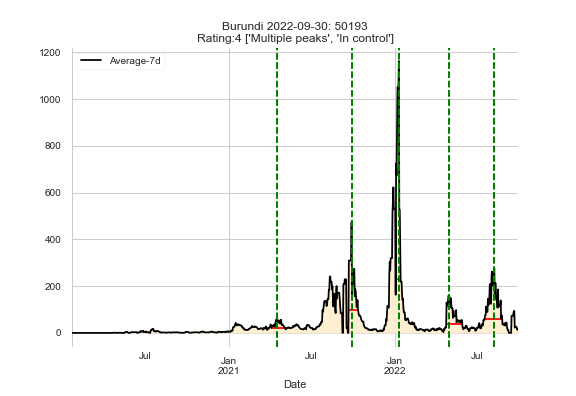 Burundi 2022-09-30: 50193
Rating:4 ['Multiple peaks', 'In control']
Average-7d
1200
1000
800
600
400
200
0
Jul
Jan
2021
Jul
Jan
2022
Jul
Date